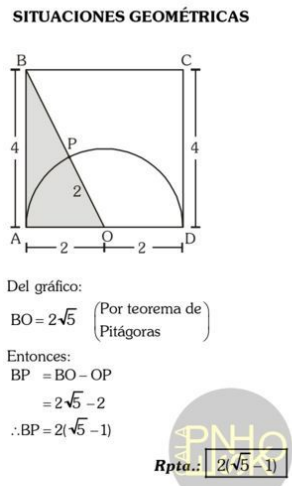 SITUACIONES GEOMÉTRICAS
B C
4 P 4
2
A O D
2 2
Del gráfico:
BO = 2√5 (Por teorema de Pitágoras)
Entonces:
BP = BO – OP
= 2√5 – 2
∴BP = 2(√5 – 1)
Rpta.: 2(√5 – 1)